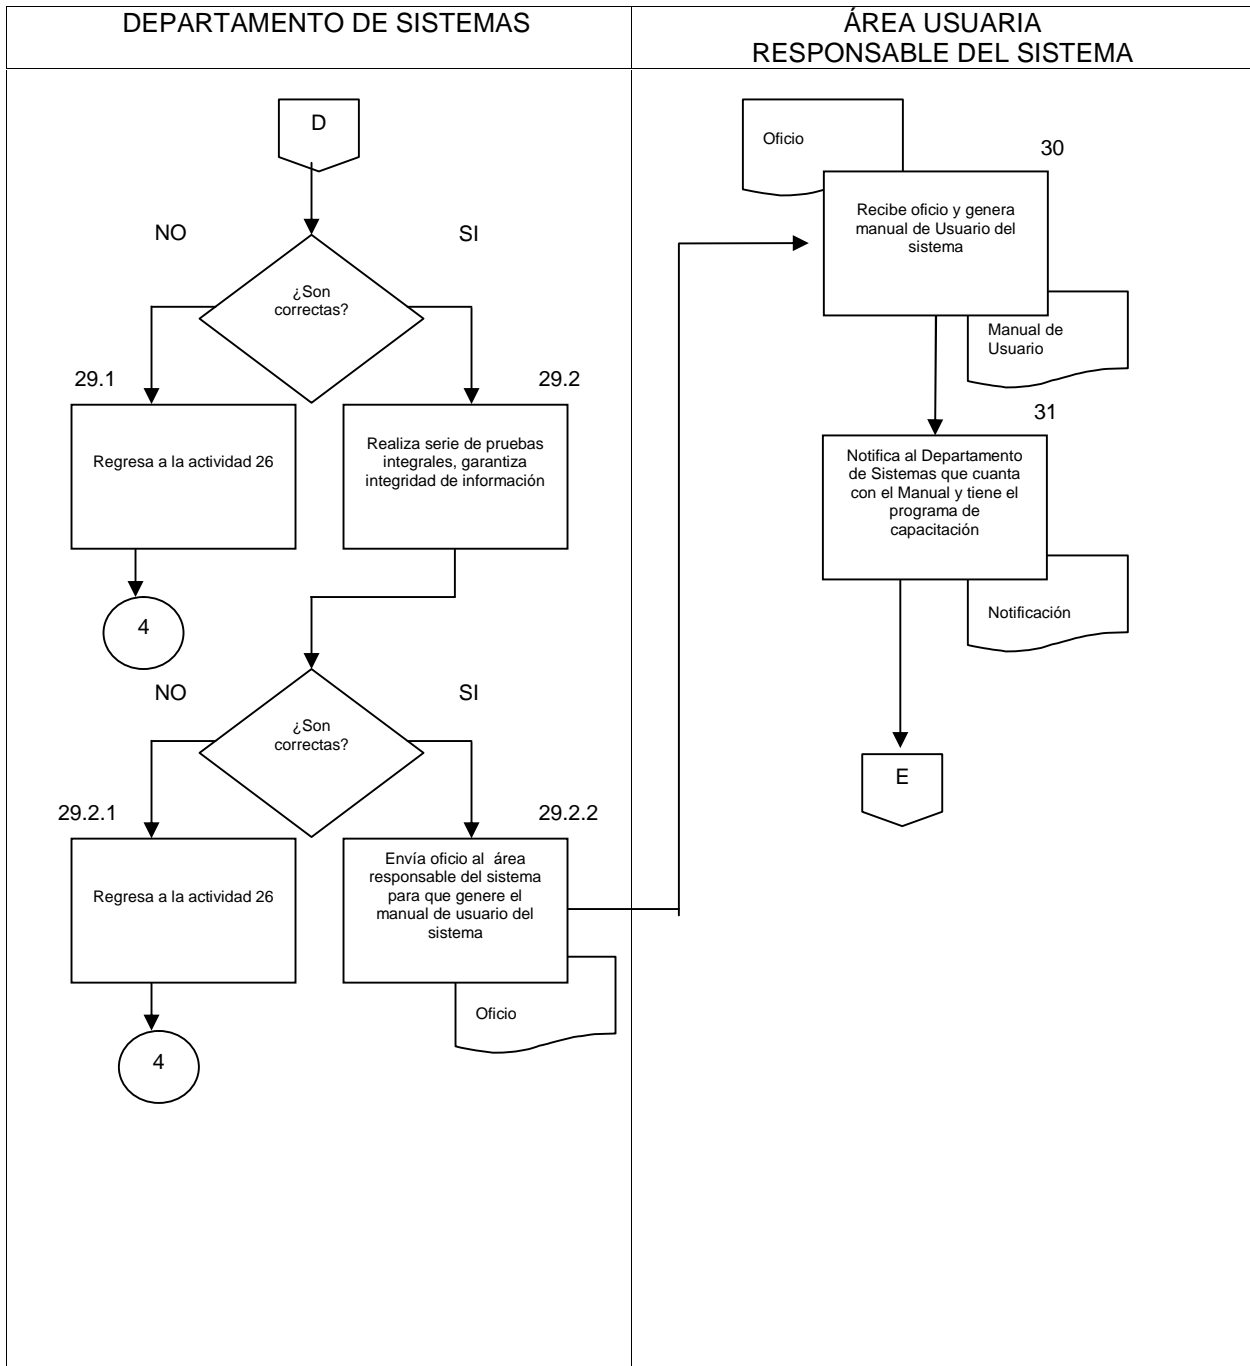 DEPARTAMENTO DE SISTEMAS
ÁREA USUARIA
RESPONSABLE DEL SISTEMA
D
NO
SI
¿Son
correctas?
29.1
29.2
Regresa a la actividad 26
Realiza serie de pruebas
integrales, garantiza
integridad de información
4
NO
SI
¿Son
correctas?
29.2.1
29.2.2
Regresa a la actividad 26
Envía oficio al área
responsable del sistema
para que genere el
manual de usuario del
sistema
Oficio
4
Oficio
30
Recibe oficio y genera
manual de Usuario del
sistema
Manual de
Usuario
31
Notifica al Departamento
de Sistemas que cuanta
con el Manual y tiene el
programa de
capacitación
Notificación
E